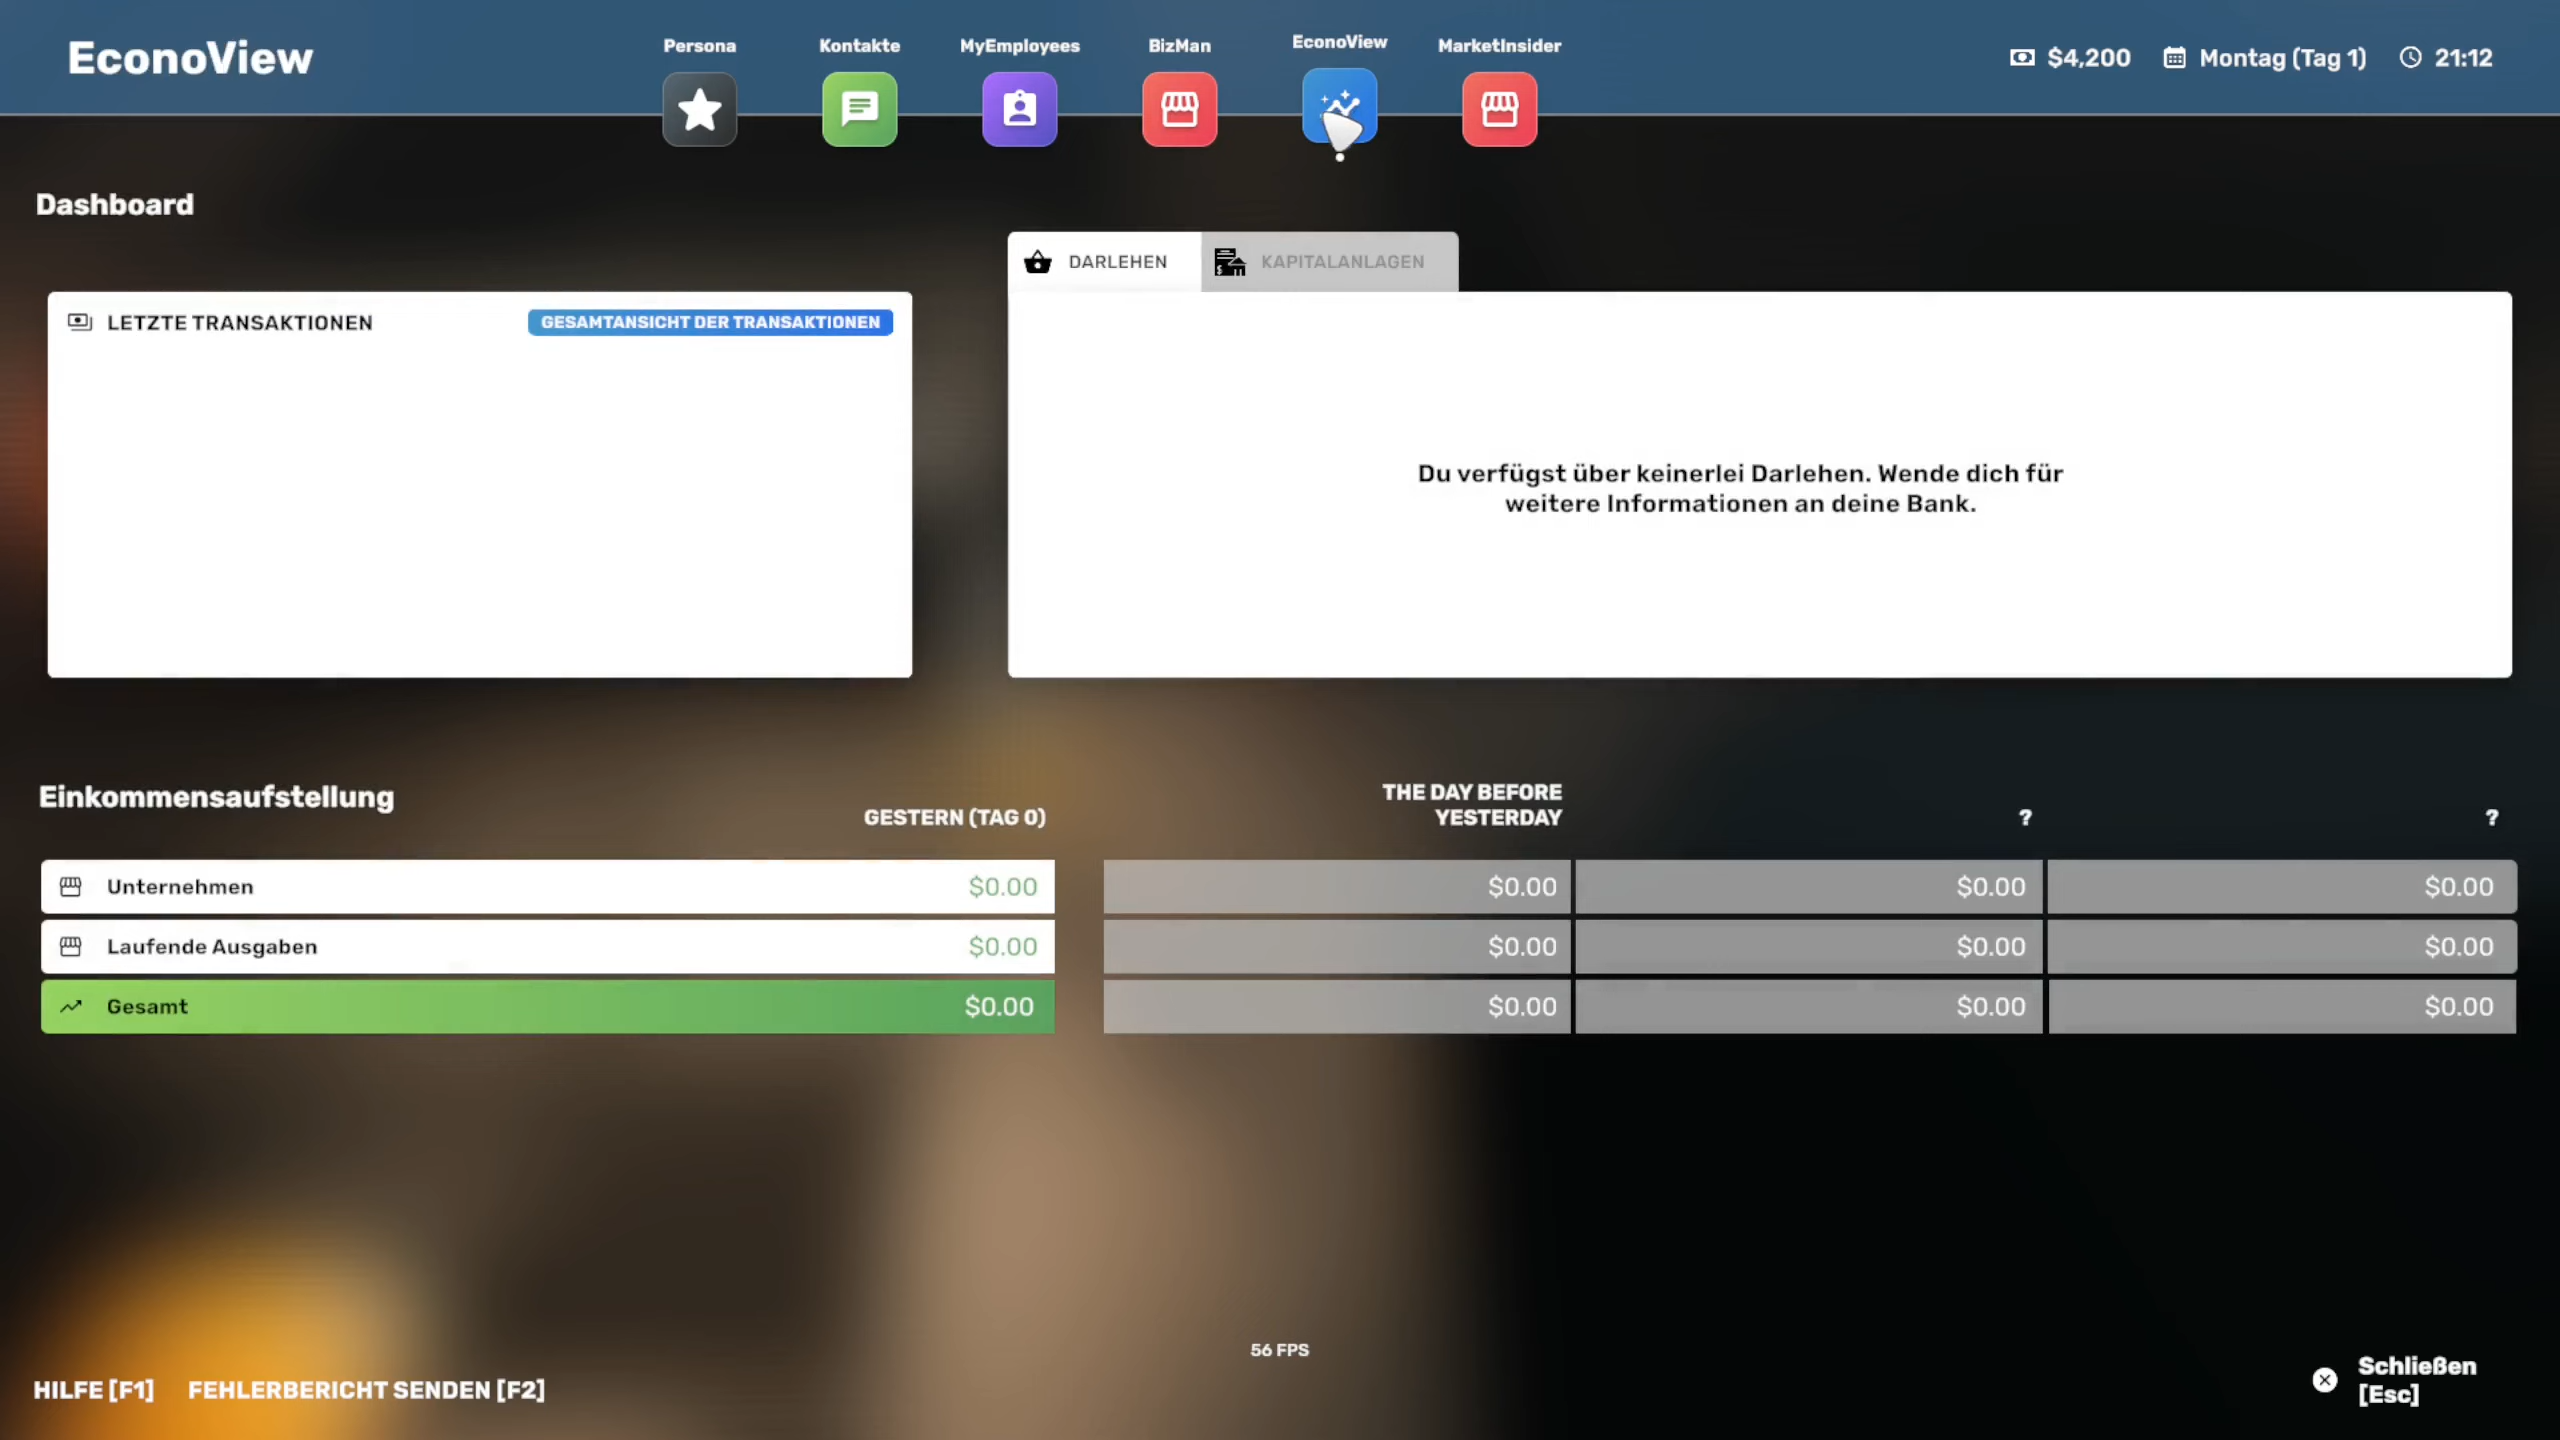 EconoView
Persona
Kontakte
MyEmployees
BizMan
EconoView
MarketInsider
$4,200
Montag (Tag 1)
21:12
Dashboard
DARLEHEN
KAPITALANLAGEN
LETZTE TRANSAKTIONEN
GESAMTANSICHT DER TRANSAKTIONEN
Du verfügst über keinerlei Darlehen. Wende dich für
weitere Informationen an deine Bank.
Einkommensaufstellung
GESTERN (TAG 0)
THE DAY BEFORE
YESTERDAY
?
?
Unternehmen
$0.00
$0.00
$0.00
$0.00
Laufende Ausgaben
$0.00
$0.00
$0.00
$0.00
Gesamt
$0.00
$0.00
$0.00
$0.00
56 FPS
HILFE [F1]
FEHLERBERICHT SENDEN [F2]
Schließen
[Esc]